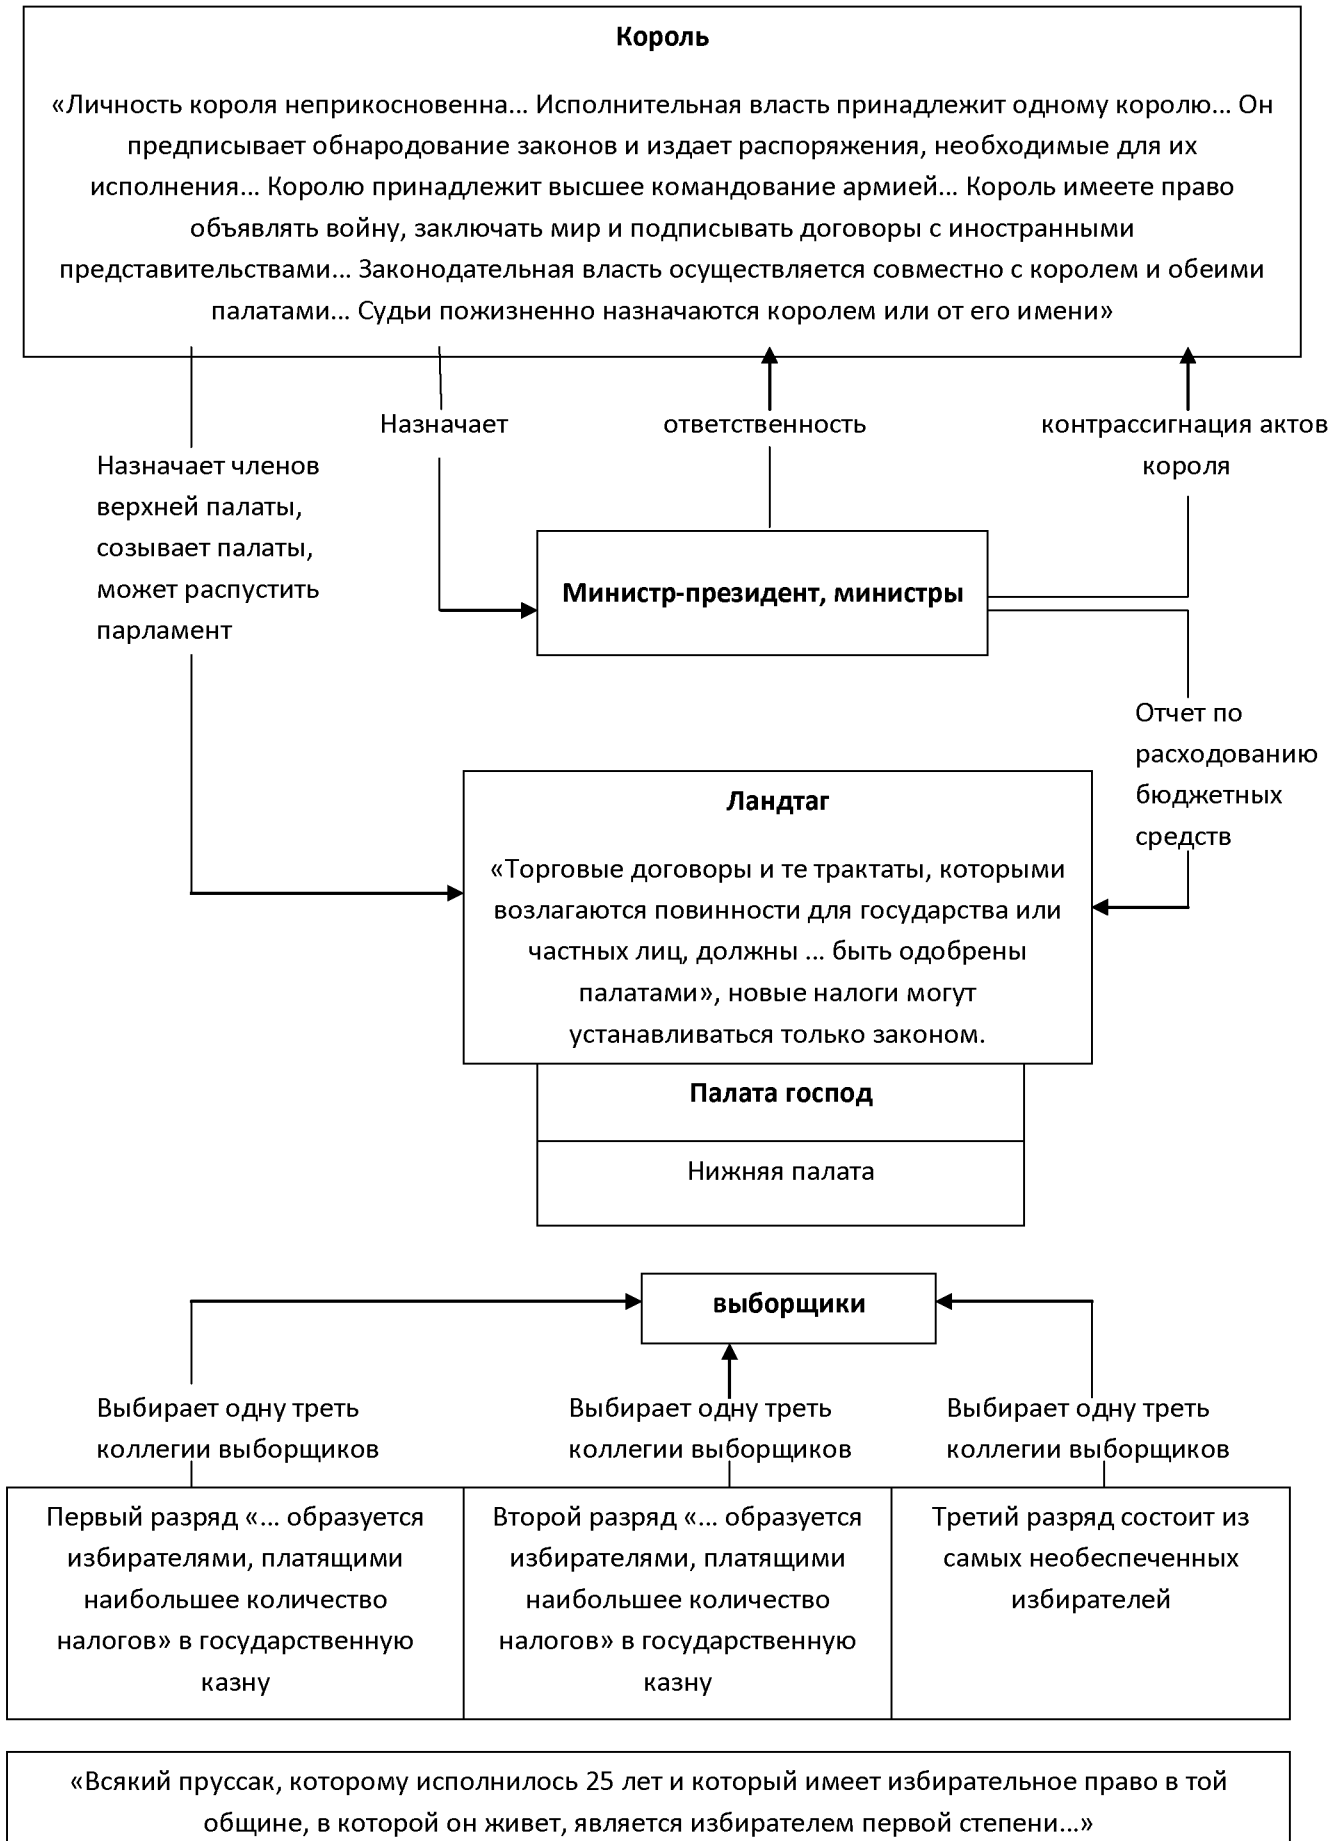 Король
«Личность короля неприкосновенна... Исполнительная власть принадлежит одному королю... Он
предписывает обнародование законов и издает распоряжения, необходимые для их
исполнения... Королю принадлежит высшее командование армией... Король имеете право
объявлять войну, заключать мир и подписывать договоры с иностранными
представительствами... Законодательная власть осуществляется совместно с королем и обеими
палатами... Судьи пожизненно назначаются королем или от его имени»
Назначает членов
верхней палаты,
созывает палаты,
может распустить
парламент
Назначает
ответственность
контрассигнация актов
короля
Министр-президент, министры
Отчет по
расходованию
бюджетных
средств
Ландтаг
«Торговые договоры и те трактаты, которыми
возлагаются повинности для государства или
частных лиц, должны ... быть одобрены
палатами», новые налоги могут
устанавливаться только законом.
Палата господ
Нижняя палата
выборщики
Выбирает одну треть
коллегии выборщиков
Выбирает одну треть
коллегии выборщиков
Выбирает одну треть
коллегии выборщиков
Первый разряд «... образуется
избирателями, платящими
наибольшее количество
налогов» в государственную
казну
Второй разряд «... образуется
избирателями, платящими
наибольшее количество
налогов» в государственную
казну
Третий разряд состоит из
самых необеспеченных
избирателей
«Всякий пруссак, которому исполнилось 25 лет и который имеет избирательное право в той
общине, в которой он живет, является избирателем первой степени...»